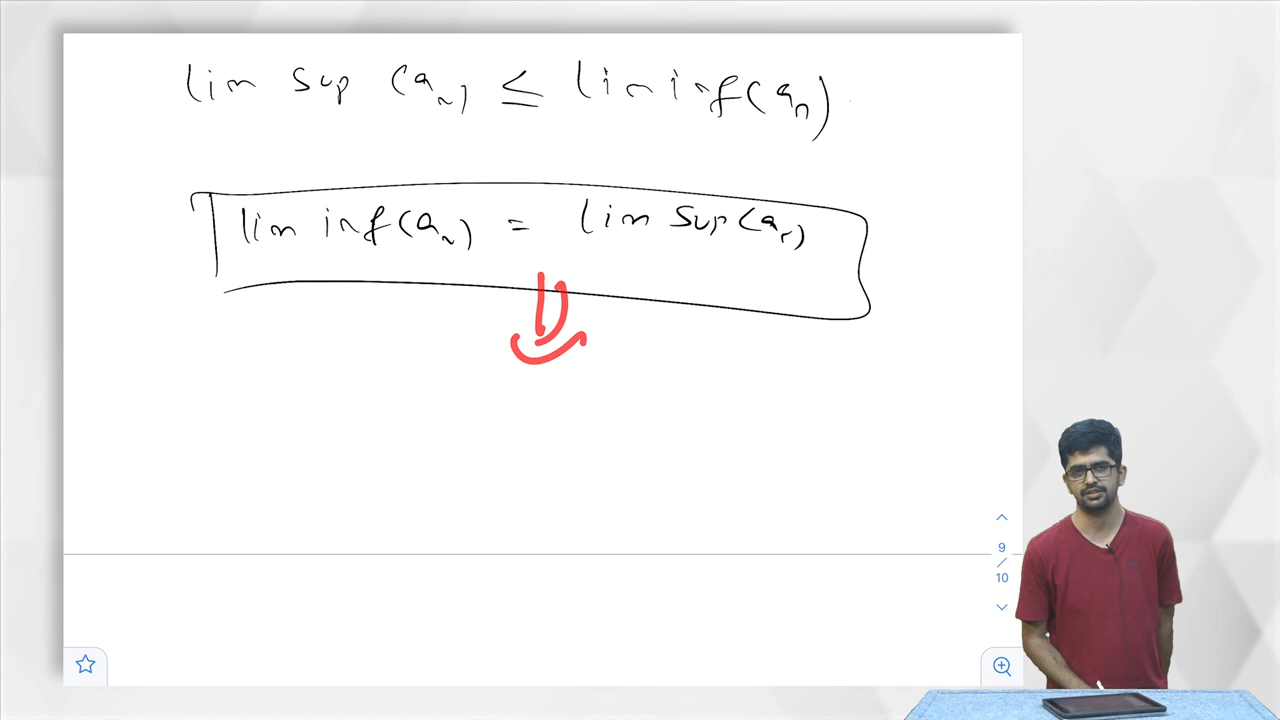 lim sup (aₙ) ≤ lim inf(aₙ)
lim inf(aₙ) = lim sup(aₙ)
9
/
10